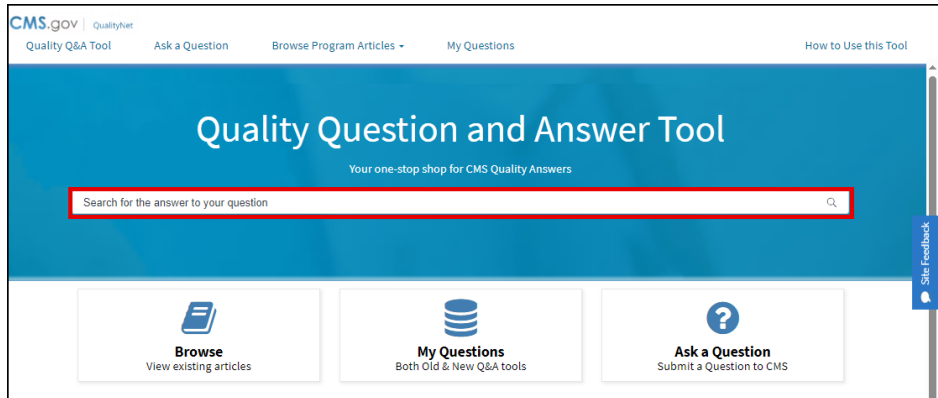 CMS.gov | QualityNet
Quality Q&A Tool Ask a Question Browse Program Articles My Questions How to Use this Tool
Quality Question and Answer Tool
Your one-stop shop for CMS Quality Answers
Search for the answer to your question
Site Feedback
Browse My Questions Ask a Question
View existing articles Both Old & New Q&A tools Submit a Question to CMS